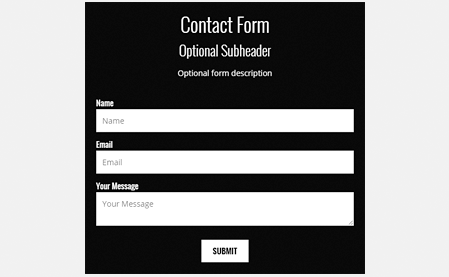 Contact Form
Optional Subheader
Optional form description
Name
Name
Email
Email
Your Message
Your Message
SUBMIT